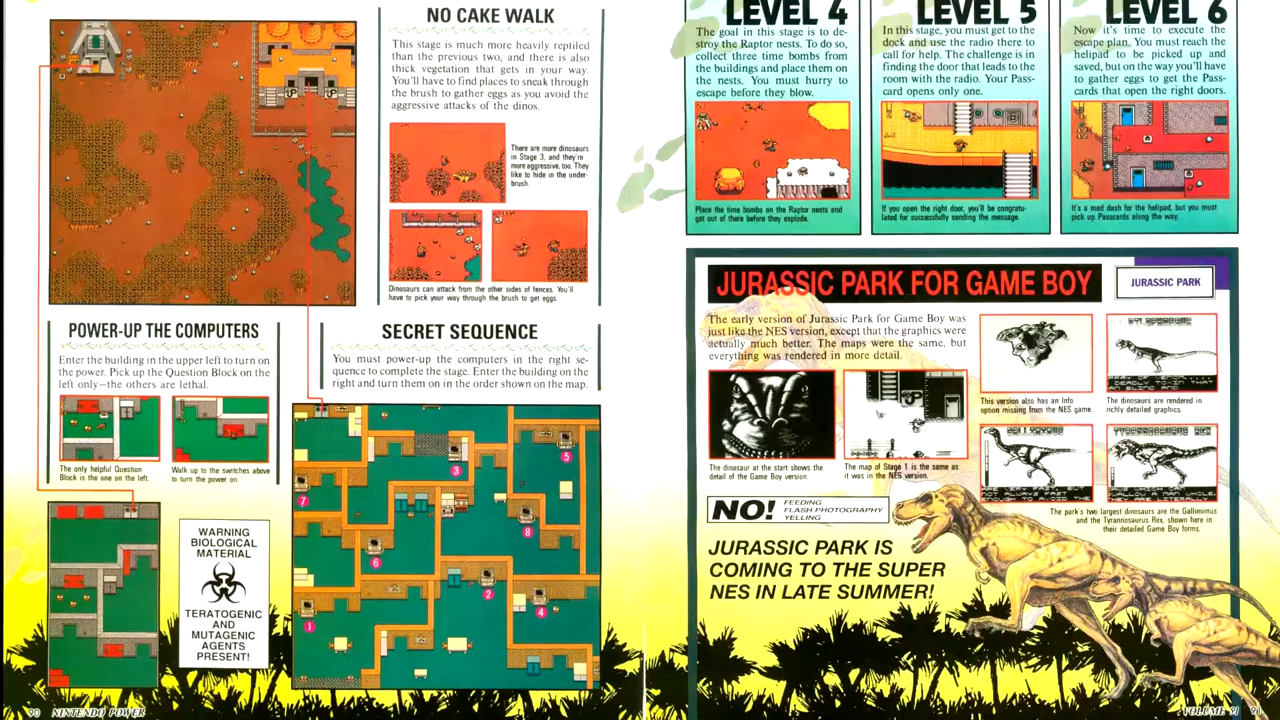 NO CAKE WALK
This stage is much more heavily reptiled
than the previous two, and there is also
thick vegetation that gets in your way.
You'll have to find places to sneak through
the brush to gather eggs as you avoid the
aggressive attacks of the dinos.
There are more dinosaurs
in Stage 3, and they're
more aggressive, too. They
like to hide in the under-
brush.
Dinosaurs can attack from the other sides of fences. You'll
have to pick your way through the brush to get eggs.
POWER-UP THE COMPUTERS
Enter the building in the upper left to turn on
the power. Pick up the Question Block on the
left only—the others are lethal.
The only helpful Question
Block is the one on the left.
Walk up to the switches above
to turn the power on.
SECRET SEQUENCE
You must power-up the computers in the right se-
quence to complete the stage. Enter the building on the
right and turn them on in the order shown on the map.
3
5
7
8
6
2
4
1
WARNING
BIOLOGICAL
MATERIAL
TERATOGENIC
AND
MUTAGENIC
AGENTS
PRESENT!
90 NINTENDO POWER
LEVEL 4
The goal in this stage is to de-
stroy the Raptor nests. To do so,
collect three time bombs from
the buildings and place them on
the nests. You must hurry to
escape before they blow.
Place the time bombs on the Raptor nests and
get out of there before they explode.
LEVEL 5
In this stage, you must get to the
dock and use the radio there to
call for help. The challenge is in
finding the door that leads to the
room with the radio. Your Pass-
card opens only one.
If you open the right door, you'll be congratu-
lated for successfully sending the message.
LEVEL 6
Now it's time to execute the
escape plan. You must reach the
helipad to be picked up and
saved, but on the way you'll have
to gather eggs to get the Pass-
cards that open the right doors.
It's a mad dash for the helipad, but you must
pick up Passcards along the way.
JURASSIC PARK FOR GAME BOY
JURASSIC PARK
The early version of Jurassic Park for Game Boy was
just like the NES version, except that the graphics were
actually much better. The maps were the same, but
everything was rendered in more detail.
The dinosaur at the start shows the
detail of the Game Boy version.
The map of Stage 1 is the same as
it was in the NES version.
This version also has an Info
option missing from the NES game.
The dinosaurs are rendered in
richly detailed graphics.
The park's two largest dinosaurs are the Gallimimus
and the Tyrannosaurus Rex, shown here in
their detailed Game Boy forms.
NO!
FEEDING
FLASH PHOTOGRAPHY
YELLING
JURASSIC PARK IS
COMING TO THE SUPER
NES IN LATE SUMMER!
VOLUME 51 91